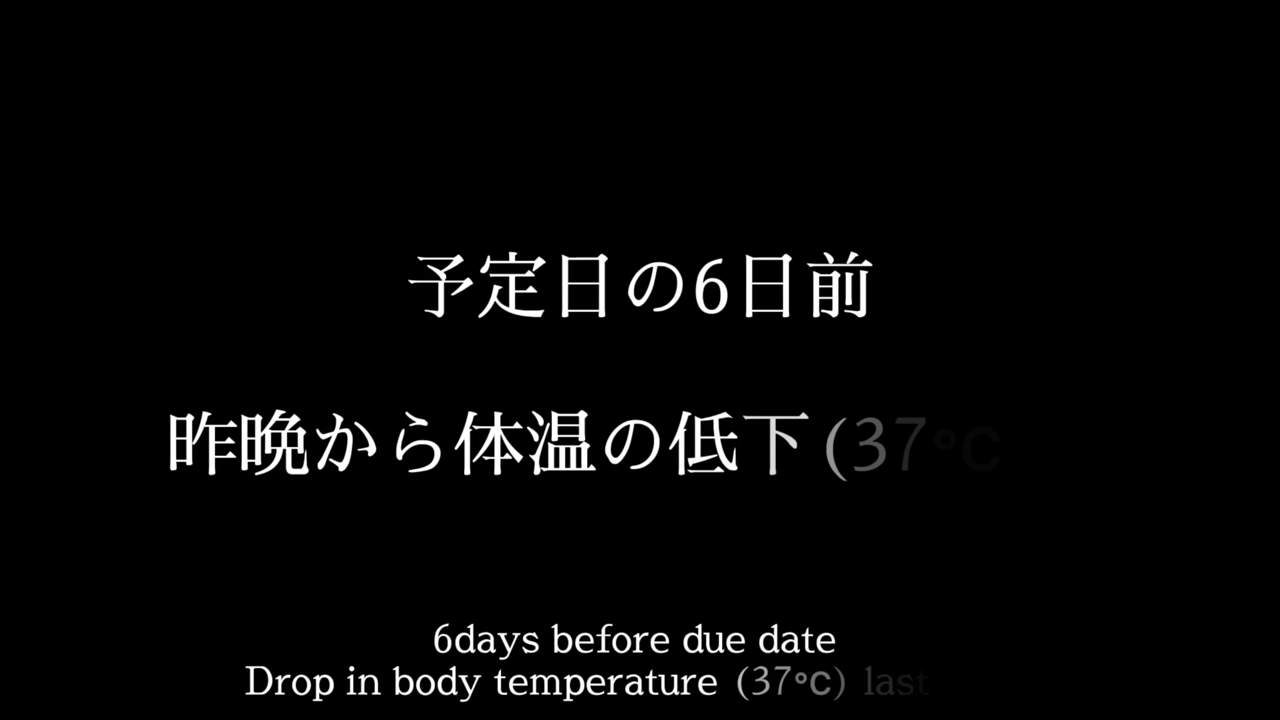 予定日の6日前
昨晩から体温の低下(37℃
6days before due date
Drop in body temperature (37℃) last